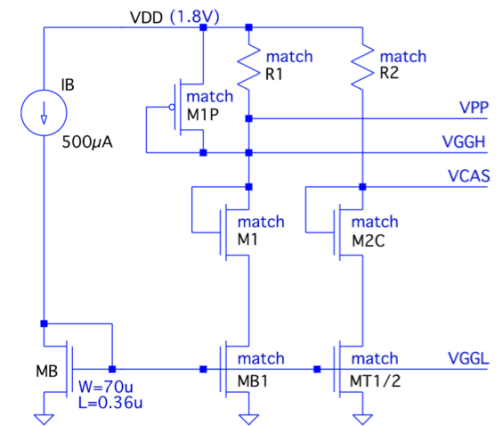 VDD (1.8V)
IB
500µA
match
M1P
match
R1
match
R2
VPP
VGGH
VCAS
match
M1
match
M2C
MB
W=70u
L=0.36u
match
MB1
match
MT1/2
VGGL